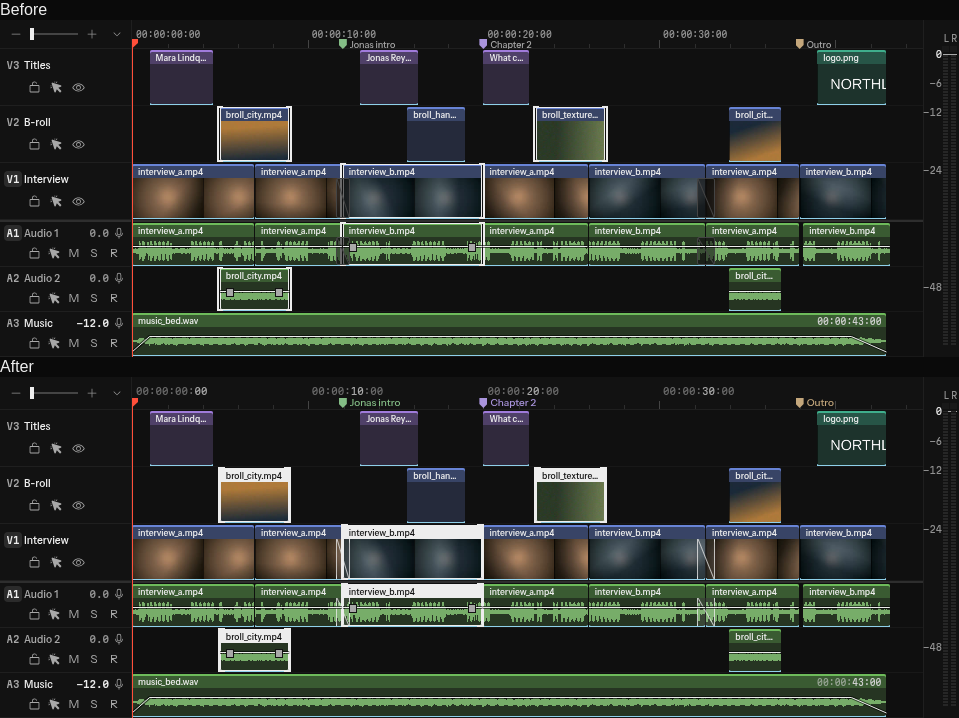 Before
00:00:00:00 00:00:10:00 00:00:20:00 00:00:30:00 L R
Jonas intro Chapter 2 Outro
0
V3 Titles Mara Lindq... Jonas Rey... What c... logo.png
NORTHL
-6
-12
V2 B-roll broll_city.mp4 broll_han... broll_texture... broll_cit...
-24
V1 Interview interview_a.mp4 interview_a.mp4 interview_b.mp4 interview_a.mp4 interview_b.mp4 interview_a.mp4 interview_b.mp4
A1 Audio 1 0.0 interview_a.mp4 interview_a.mp4 interview_b.mp4 interview_a.mp4 interview_b.mp4 interview_a.mp4 interview_b.mp4
M S R
A2 Audio 2 0.0 broll_city.mp4 broll_cit...
-48
M S R
A3 Music -12.0 music_bed.wav 00:00:43:00
M S R
After
00:00:00:00 00:00:10:00 00:00:20:00 00:00:30:00 L R
Jonas intro Chapter 2 Outro
0
V3 Titles Mara Lindq... Jonas Rey... What c... logo.png
NORTHL
-6
-12
V2 B-roll broll_city.mp4 broll_han... broll_texture... broll_cit...
-24
V1 Interview interview_a.mp4 interview_a.mp4 interview_b.mp4 interview_a.mp4 interview_b.mp4 interview_a.mp4 interview_b.mp4
A1 Audio 1 0.0 interview_a.mp4 interview_a.mp4 interview_b.mp4 interview_a.mp4 interview_b.mp4 interview_a.mp4 interview_b.mp4
M S R
A2 Audio 2 0.0 broll_city.mp4 broll_cit...
-48
M S R
A3 Music -12.0 music_bed.wav 00:00:43:00
M S R